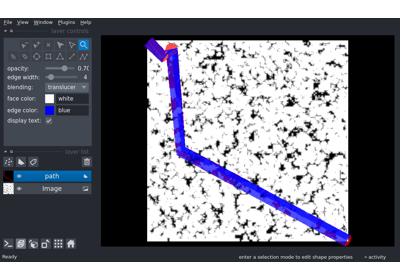 File View Window Plugins Help
layer controls
opacity: 0.70
edge width: 4
blending: translucer
face color: white
edge color: blue
display text:
layer list
path
Image
Ready
enter a selection mode to edit shape properties
activity